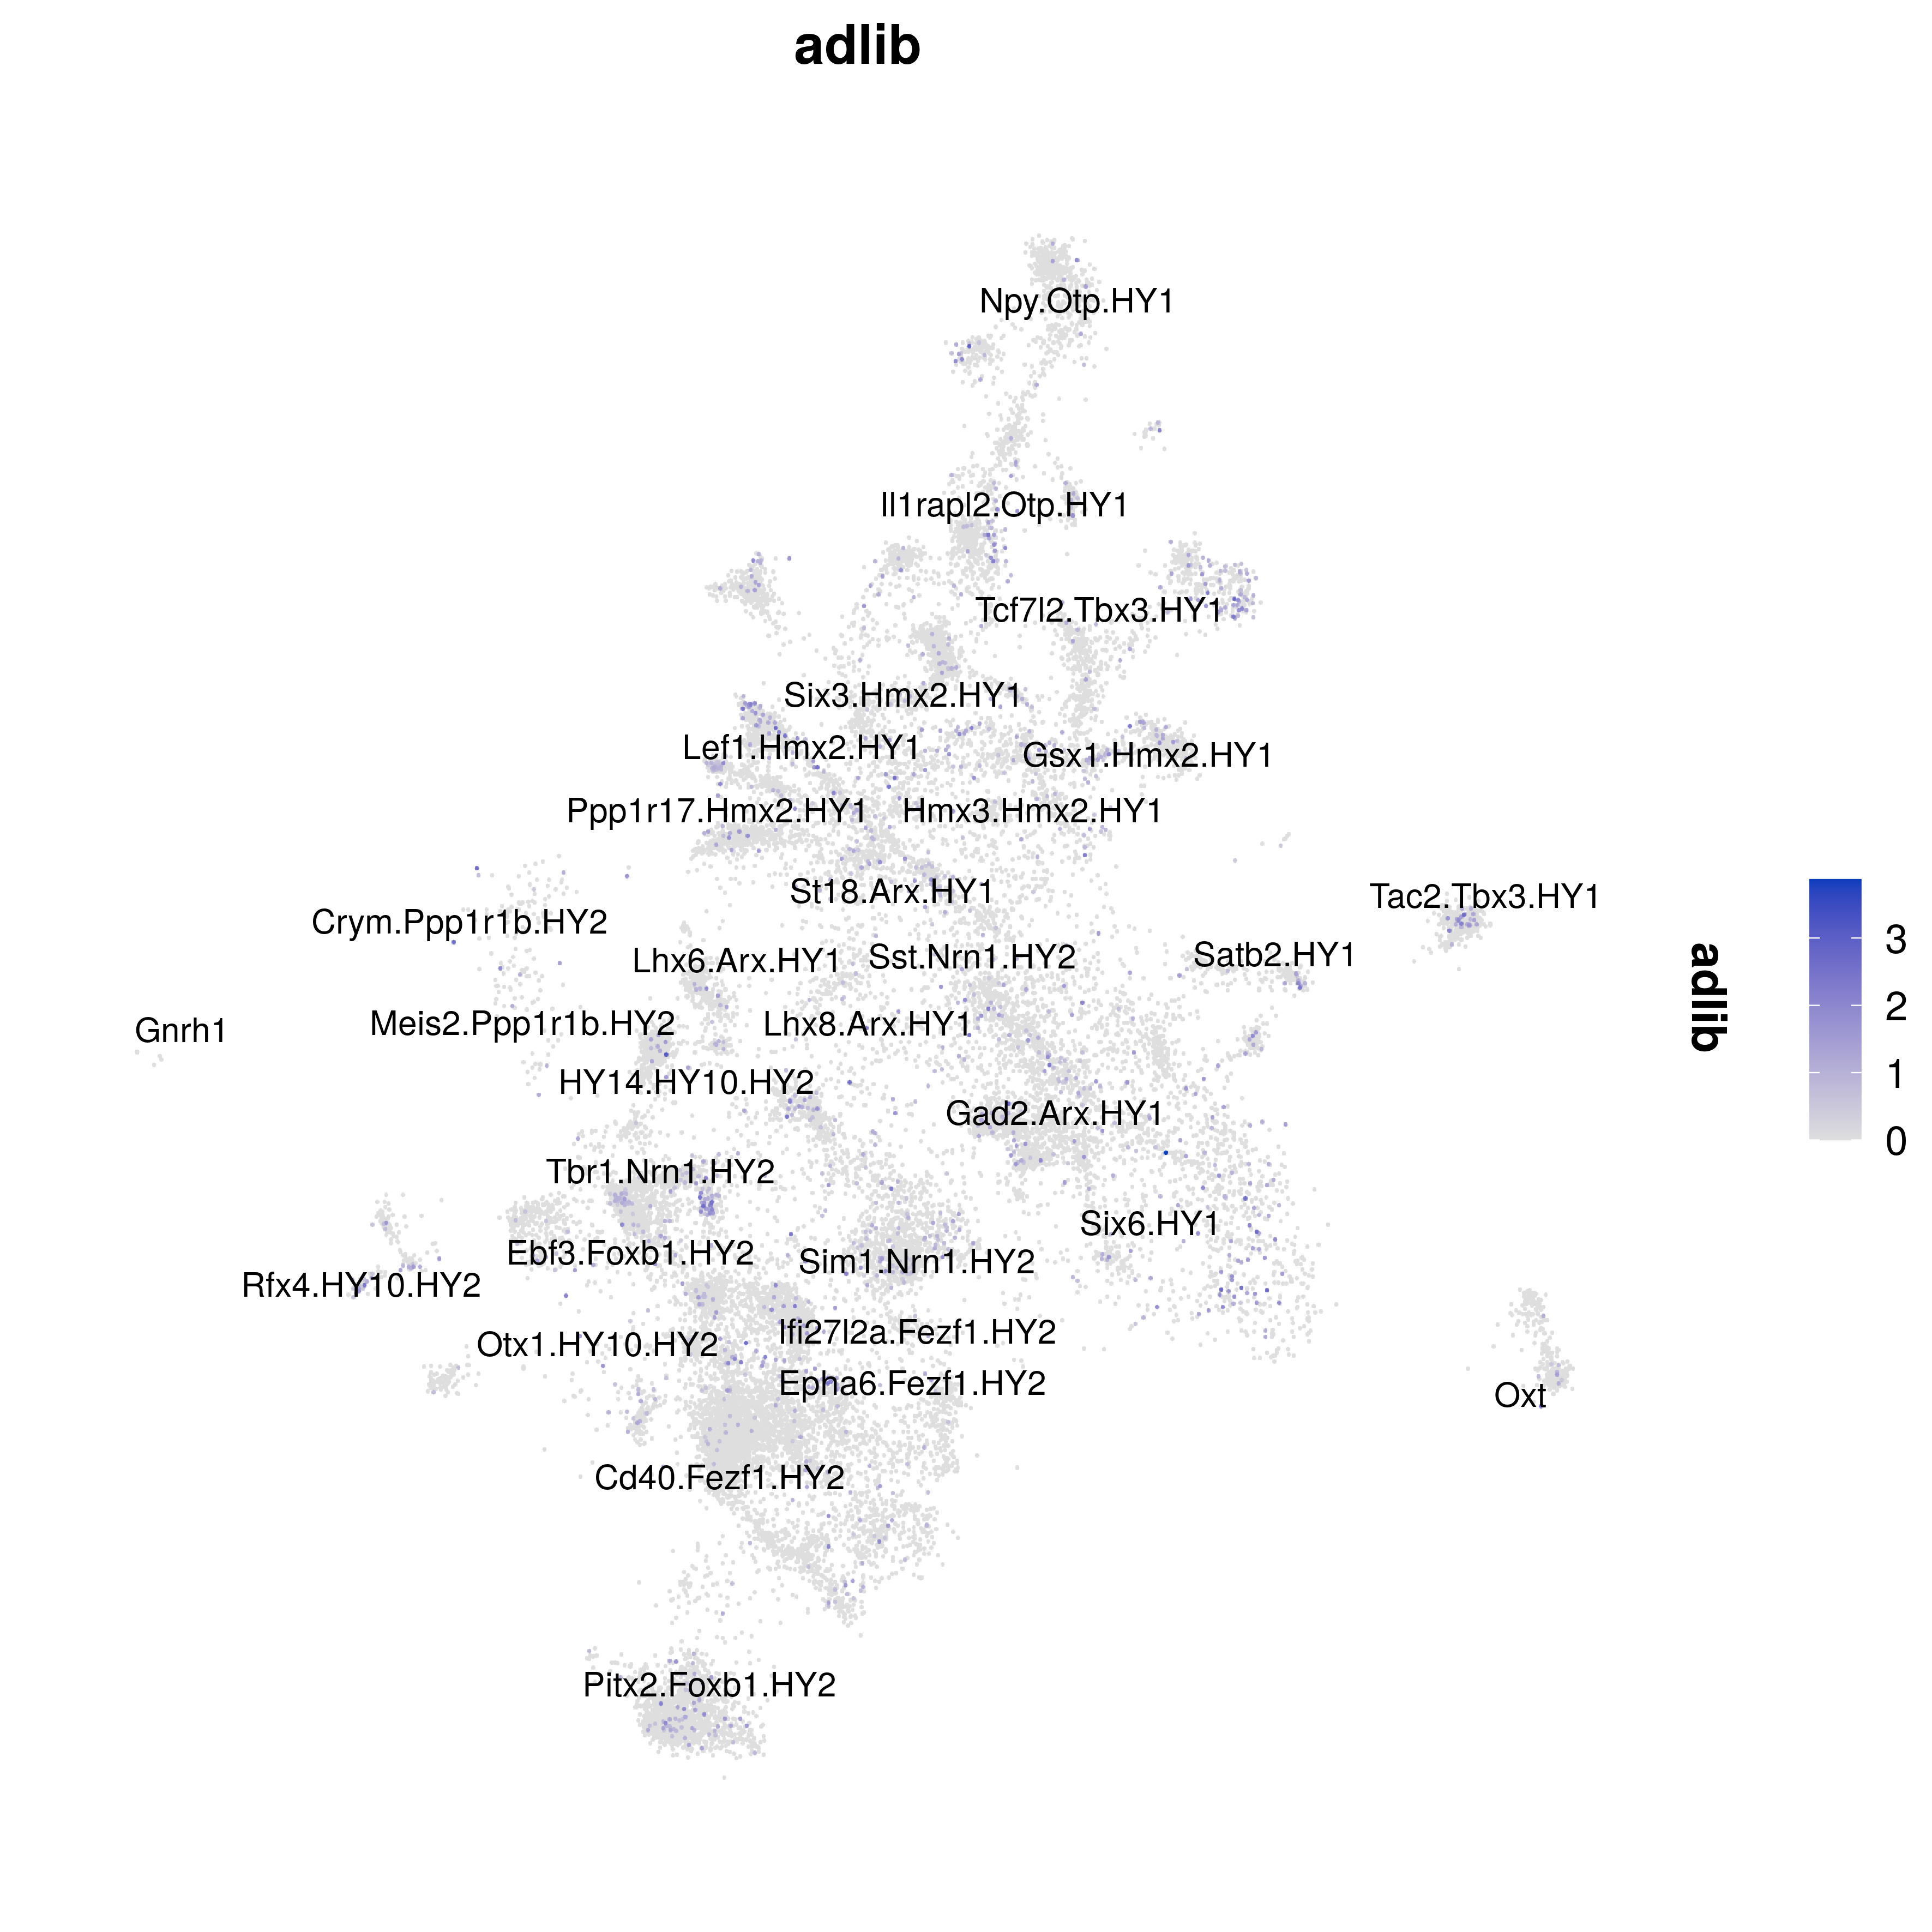 adlib
Npy.Otp.HY1
Il1rapl2.Otp.HY1
Tcf7l2.Tbx3.HY1
Six3.Hmx2.HY1
Lef1.Hmx2.HY1
Gsx1.Hmx2.HY1
Ppp1r17.Hmx2.HY1
Hmx3.Hmx2.HY1
St18.Arx.HY1
Tac2.Tbx3.HY1
Crym.Ppp1r1b.HY2
Lhx6.Arx.HY1
Sst.Nrn1.HY2
Satb2.HY1
Gnrh1
Meis2.Ppp1r1b.HY2
Lhx8.Arx.HY1
HY14.HY10.HY2
Gad2.Arx.HY1
Tbr1.Nrn1.HY2
Six6.HY1
Ebf3.Foxb1.HY2
Sim1.Nrn1.HY2
Rfx4.HY10.HY2
Otx1.HY10.HY2
Ifi27l2a.Fezf1.HY2
Epha6.Fezf1.HY2
Oxt
Cd40.Fezf1.HY2
Pitx2.Foxb1.HY2
adlib
3
2
1
0